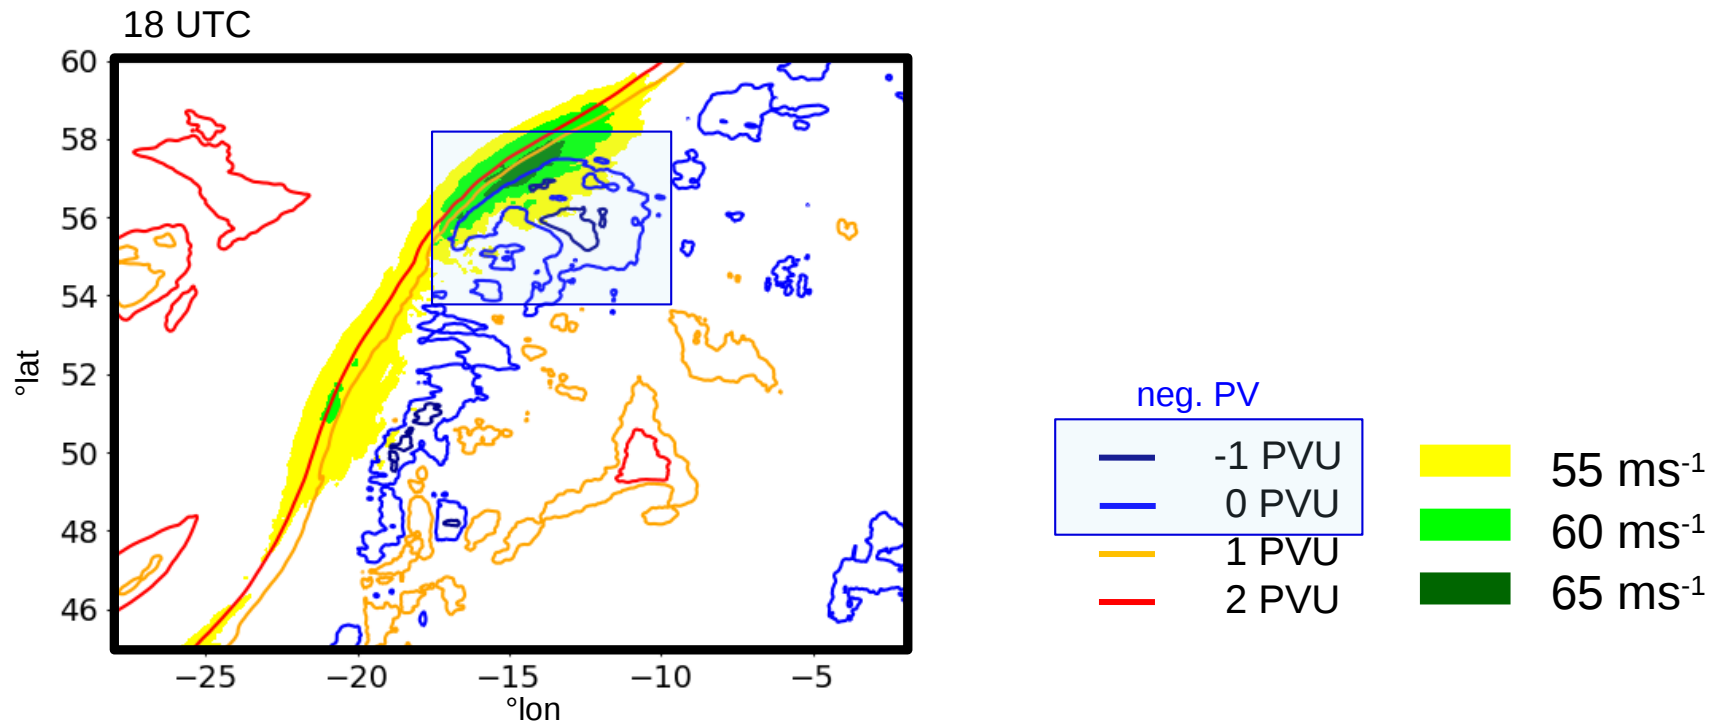 18 UTC
60
58
56
54
52
50
48
46
°lat
−25
−20
−15
−10
−5
°lon
neg. PV
-1 PVU
0 PVU
1 PVU
2 PVU
55 ms-1
60 ms-1
65 ms-1